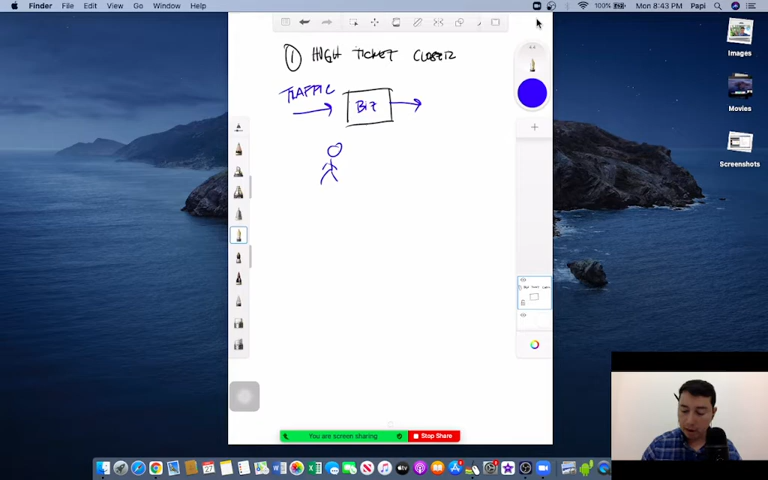 Finder File Edit View Go Window Help
100% Mon 8:43 PM Papi
① HIGH TICKET CLOSER
TRAFFIC
BIZ
Images
Movies
Screenshots
You are screen sharing
Stop Share